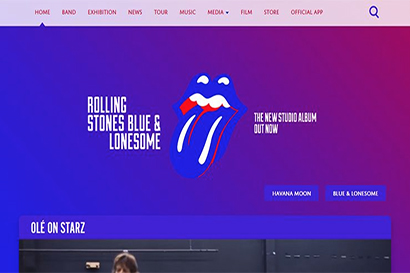 HOME BAND EXHIBITION NEWS TOUR MUSIC MEDIA FILM STORE OFFICIAL APP
ROLLING
STONES BLUE &
LONESOME
THE NEW STUDIO ALBUM
OUT NOW
HAVANA MOON BLUE & LONESOME
OLÉ ON STARZ